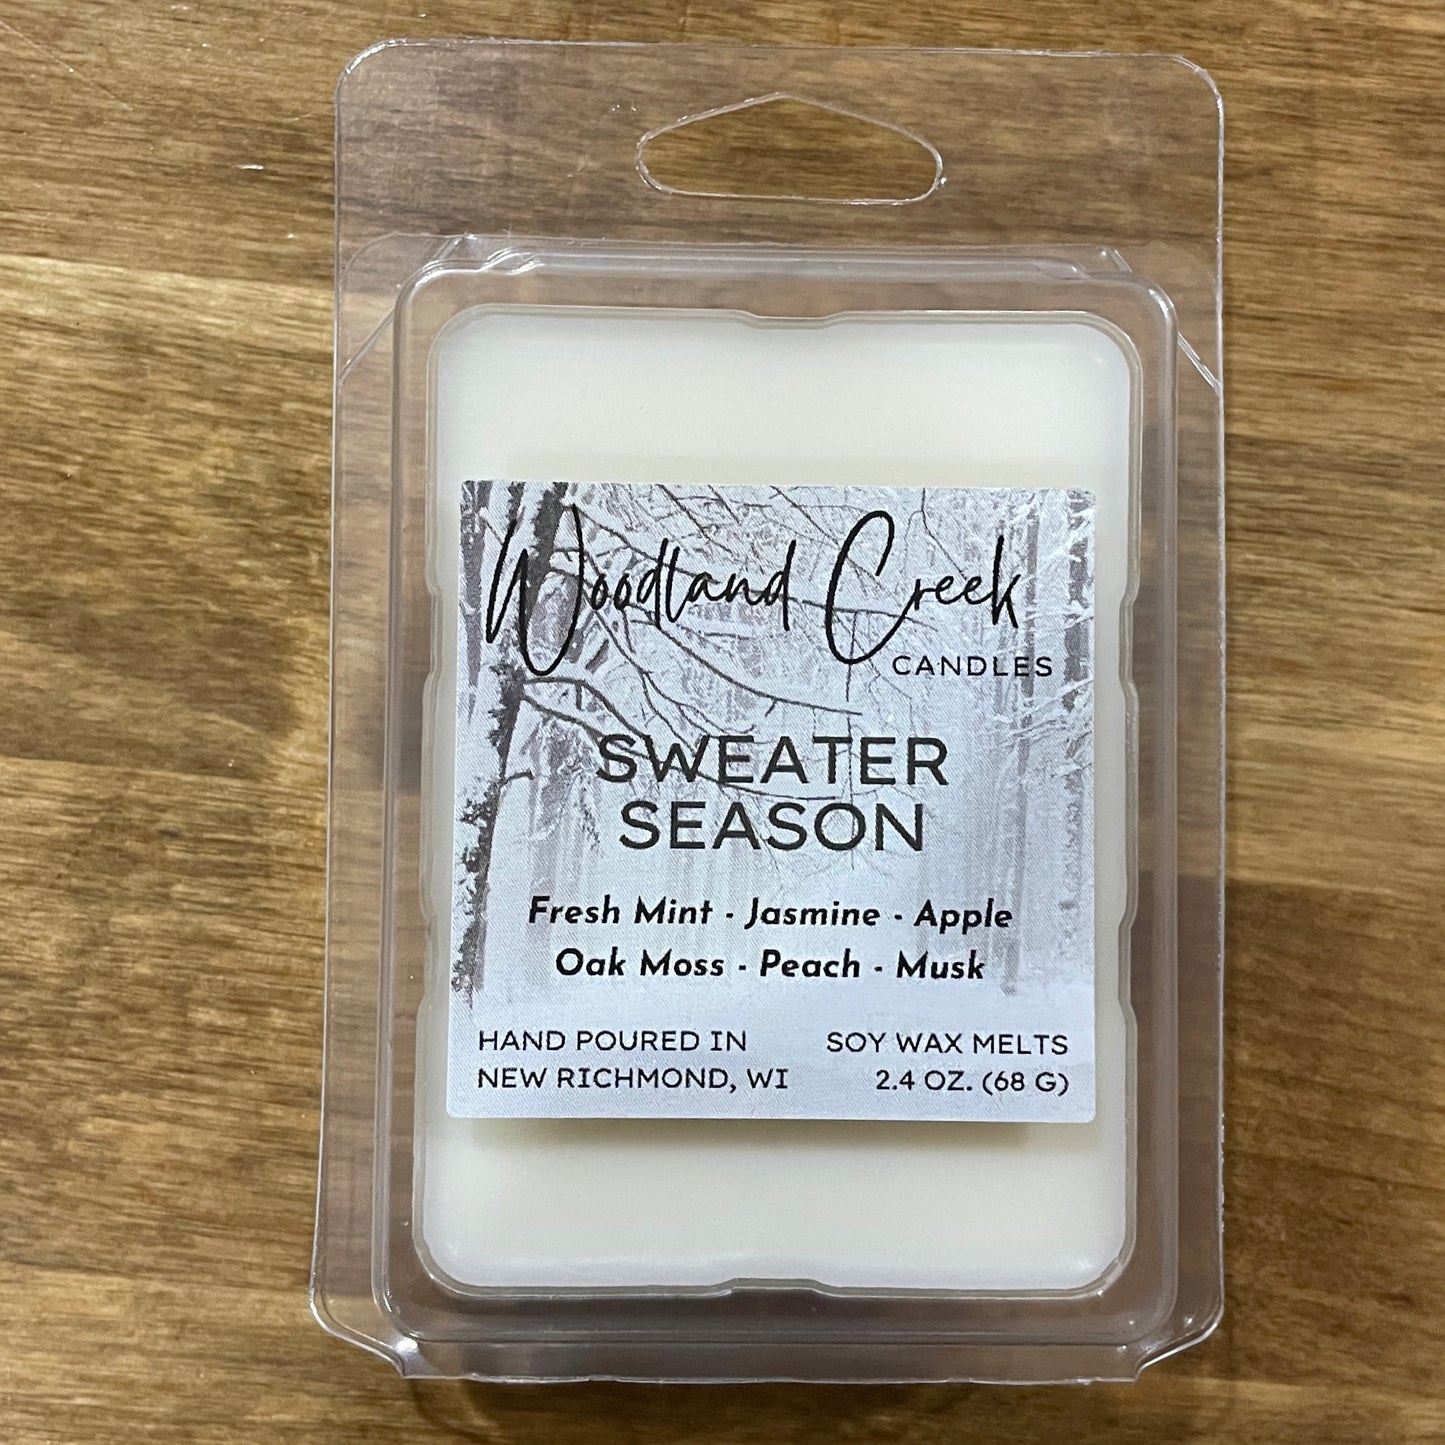 Woodland Creek
CANDLES
SWEATER
SEASON
Fresh Mint - Jasmine - Apple
Oak Moss - Peach - Musk
HAND POURED IN
NEW RICHMOND, WI
SOY WAX MELTS
2.4 OZ. (68 G)